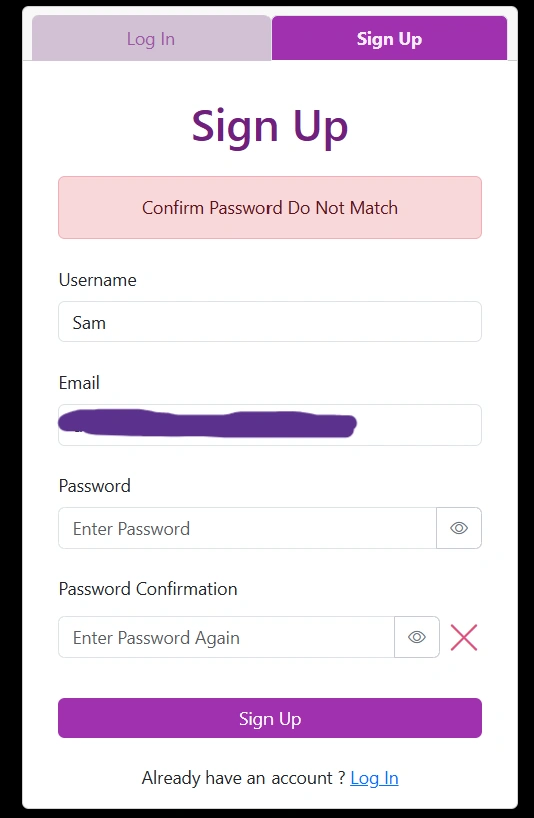 Log In
Sign Up
Sign Up
Confirm Password Do Not Match
Username
Sam
Email
Password
Enter Password
Password Confirmation
Enter Password Again
Sign Up
Already have an account ? Log In